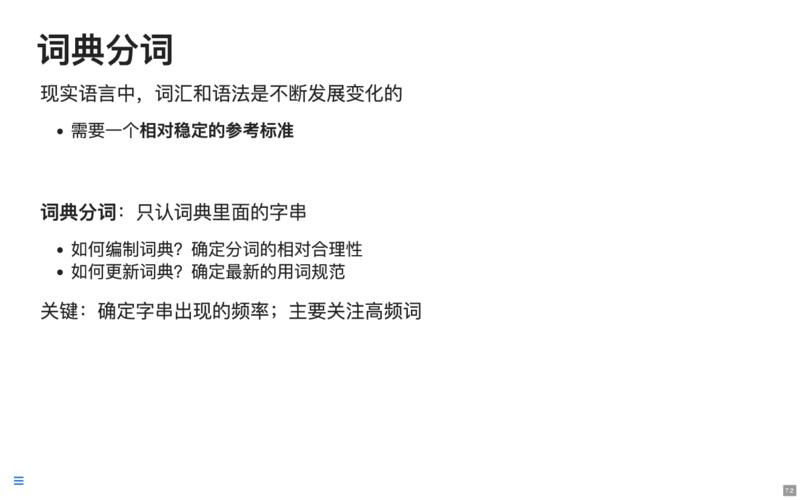 词典分词
现实语言中，词汇和语法是不断发展变化的
• 需要一个相对稳定的参考标准
词典分词：只认词典里面的字串
• 如何编制词典？确定分词的相对合理性
• 如何更新词典？确定最新的用词规范
关键：确定字串出现的频率；主要关注高频词
7.2